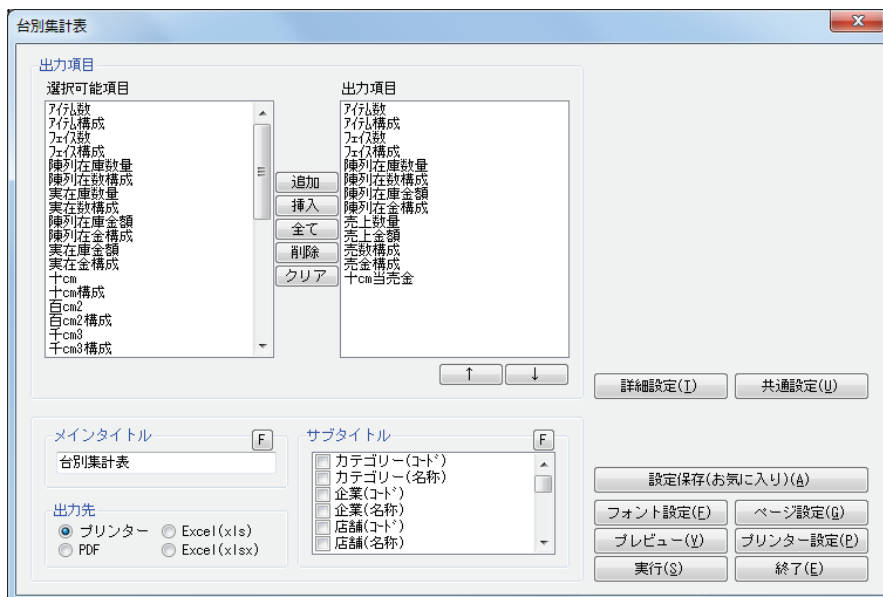 台別集計表
出力項目
選択可能項目
ｱｲﾃﾑ数
ｱｲﾃﾑ構成
ﾌｪｲｽ数
ﾌｪｲｽ構成
陳列在庫数量
陳列在数構成
実在庫数量
実在数構成
陳列在庫金額
陳列在金構成
実在庫金額
実在金構成
十cm
十cm構成
百cm2
百cm2構成
千cm3
千cm3構成
追加
挿入
全て
削除
クリア
出力項目
ｱｲﾃﾑ数
ｱｲﾃﾑ構成
ﾌｪｲｽ数
ﾌｪｲｽ構成
陳列在庫数量
陳列在数構成
陳列在庫金額
陳列在金構成
売上数量
売上金額
売数構成
売金構成
十cm当売金
↑ ↓
詳細設定(I) 共通設定(U)
メインタイトル F
台別集計表
出力先
プリンター Excel(xls)
PDF Excel(xlsx)
サブタイトル F
カテゴリー(ｺｰﾄﾞ)
カテゴリー(名称)
企業(ｺｰﾄﾞ)
企業(名称)
店舗(ｺｰﾄﾞ)
店舗(名称)
設定保存(お気に入り)(A)
フォント設定(F) ページ設定(G)
プレビュー(V) プリンター設定(P)
実行(S) 終了(E)